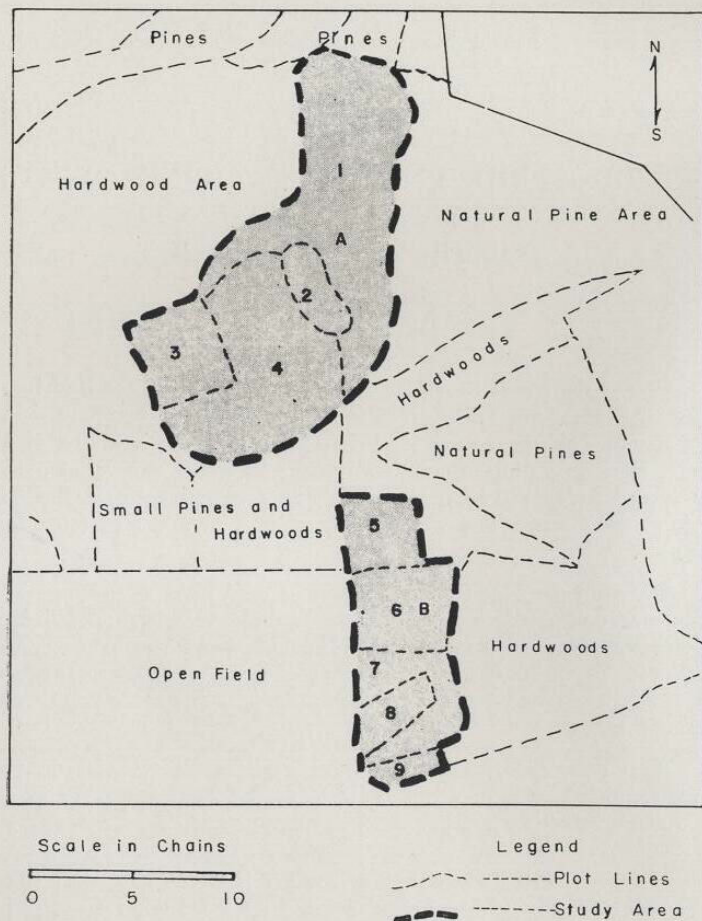 Pines
Pines
N
S
1
Hardwood Area
Natural Pine Area
A
2
3
4
Hardwoods
Natural Pines
Small Pines and
Hardwoods
5
6 B
7
Open Field
Hardwoods
8
9
Scale in Chains
0 5 10
Legend
Plot Lines
Study Area